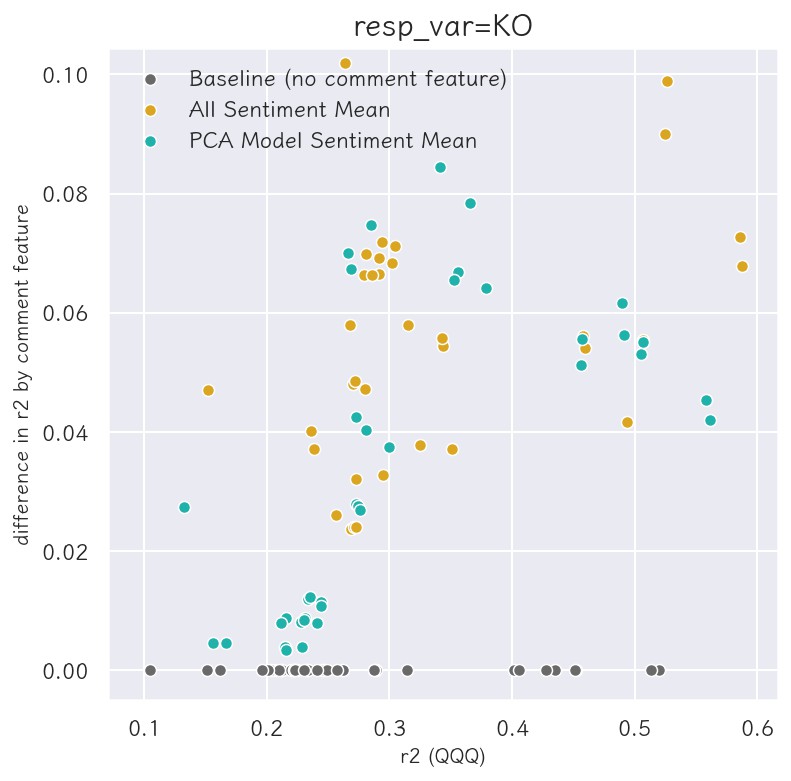 resp_var=KO
Baseline (no comment feature)
All Sentiment Mean
PCA Model Sentiment Mean
difference in r2 by comment feature
0.10
0.08
0.06
0.04
0.02
0.00
0.1 0.2 0.3 0.4 0.5 0.6
r2 (QQQ)